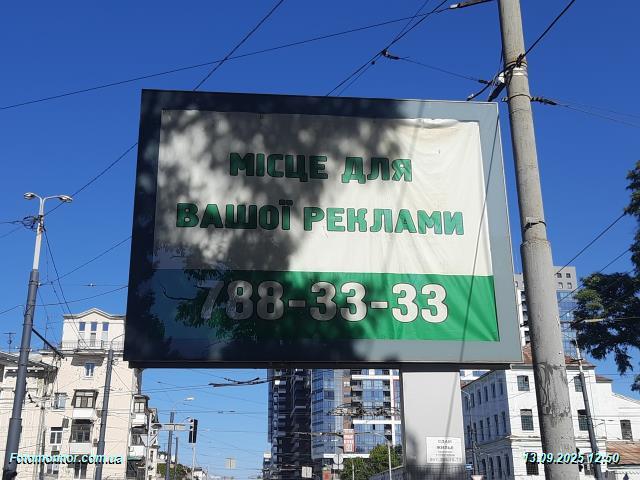 МІСЦЕ ДЛЯ
ВАШОЇ РЕКЛАМИ
788-33-33
Fotomonitor.com.ua
13.09.2025 12:50